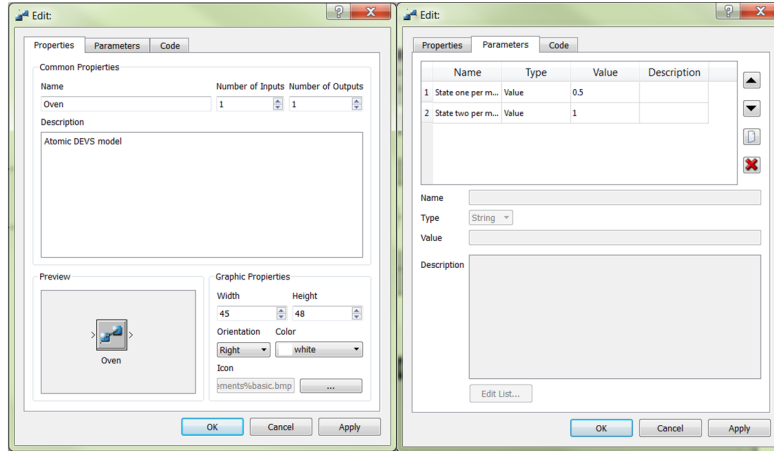 Edit:
Properties Parameters Code
Common Propierties
Name Number of Inputs Number of Outputs
Oven 1 1
Description
Atomic DEVS model
Preview Graphic Propierties
Width Height
45 48
Orientation Color
Right white
Icon
ements%basic.bmp ...
Oven
OK Cancel Apply
Edit:
Properties Parameters Code
Name Type Value Description
1 State one per m... Value 0.5
2 State two per m... Value 1
Name
Type String
Value
Description
Edit List...
OK Cancel Apply